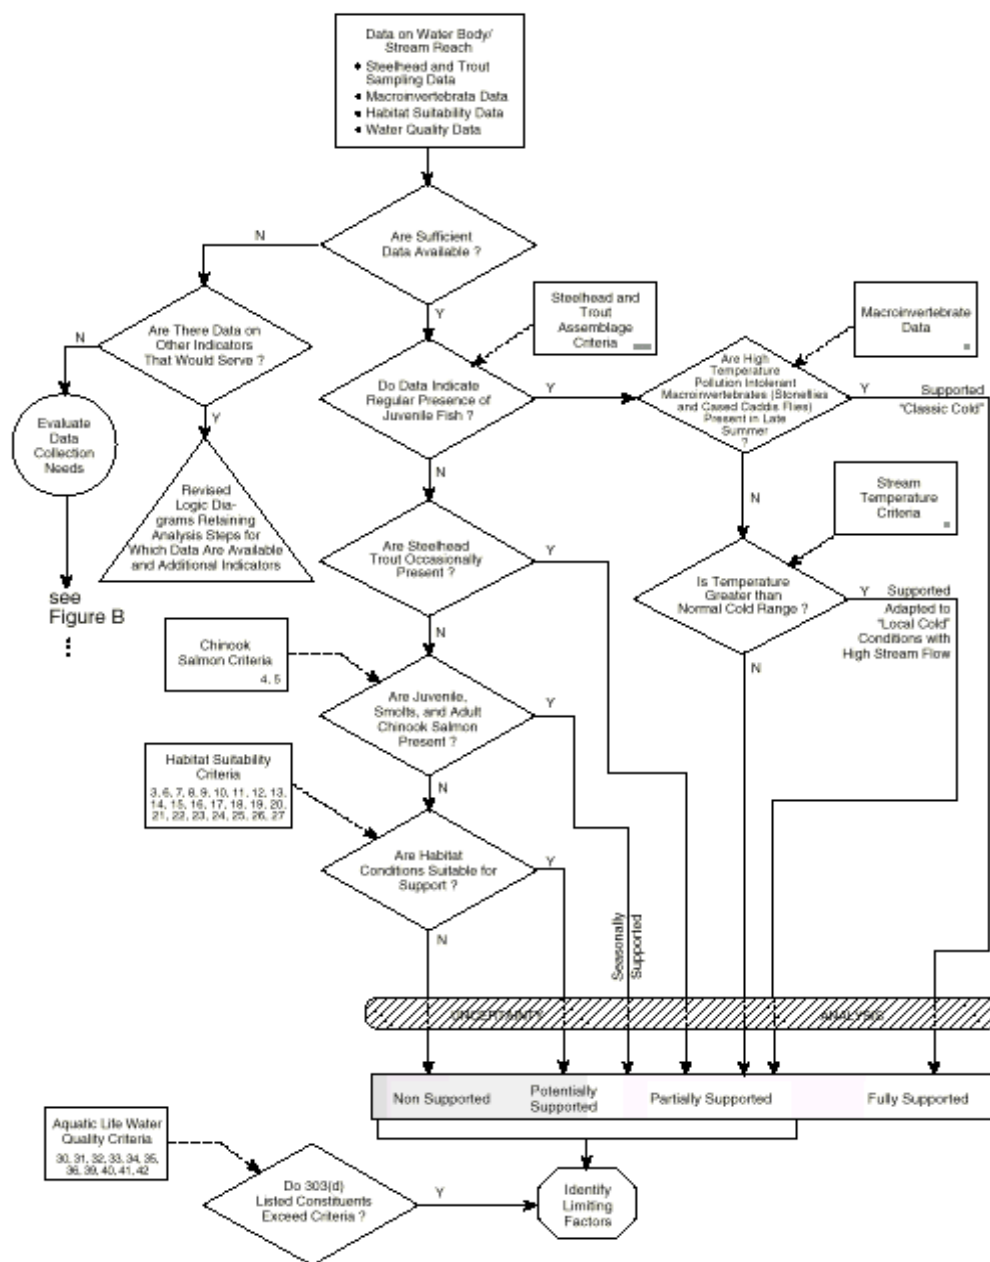 Data on Water Body/
Stream Reach
• Steelhead and Trout
Sampling Data
• Macroinvertebrata Data
• Habitat Suitability Data
• Water Quality Data
Are Sufficient
Data Available ?
N
Y
Are There Data on
Other Indicators
That Would Serve ?
N
Y
Evaluate
Data
Collection
Needs
Revised
Logic Dia-
grams Retaining
Analysis Steps for
Which Data Are Available
and Additional Indicators
see
Figure B
Steelhead and
Trout
Assemblage
Criteria
Macroinvertebrate
Data
Do Data Indicate
Regular Presence of
Juvenile Fish ?
Y
N
Are High
Temperature
Pollution Intolerant
Macroinvertebrates (Stoneflies
and Cased Caddis Flies)
Present in Late
Summer
?
Y
Supported
"Classic Cold"
N
Stream
Temperature
Criteria
Are Steelhead
Trout Occasionally
Present ?
Y
N
Is Temperature
Greater than
Normal Cold Range ?
Y
Supported
Adapted to
"Local Cold"
Conditions with
High Stream Flow
N
Chinook
Salmon Criteria
4, 5
Are Juvenile,
Smolts, and Adult
Chinook Salmon
Present ?
Y
N
Habitat Suitability
Criteria
3, 6, 7, 8, 9, 10, 11, 12, 13,
14, 15, 16, 17, 18, 19, 20,
21, 22, 23, 24, 25, 26, 27
Are Habitat
Conditions Suitable for
Support ?
Y
N
Seasonally
Supported
UNCERTAINTY ANALYSIS
Non Supported
Potentially
Supported
Partially Supported
Fully Supported
Aquatic Life Water
Quality Criteria
30, 31, 32, 33, 34, 35,
36, 39, 40, 41, 42
Do 303(d)
Listed Constituents
Exceed Criteria ?
Y
Identify
Limiting
Factors